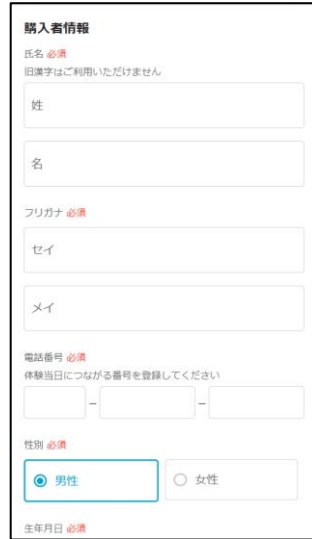 購入者情報
氏名 必須
旧漢字はご利用いただけません
姓
名
フリガナ 必須
セイ
メイ
電話番号 必須
体験当日につながる番号を登録してください
– –
性別 必須
男性 女性
生年月日 必須